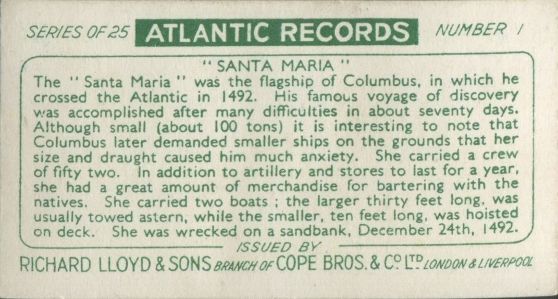 SERIES OF 25 ATLANTIC RECORDS NUMBER 1
"SANTA MARIA"
The "Santa Maria" was the flagship of Columbus, in which he
crossed the Atlantic in 1492. His famous voyage of discovery
was accomplished after many difficulties in about seventy days.
Although small (about 100 tons) it is interesting to note that
Columbus later demanded smaller ships on the grounds that her
size and draught caused him much anxiety. She carried a crew
of fifty two. In addition to artillery and stores to last for a year,
she had a great amount of merchandise for bartering with the
natives. She carried two boats ; the larger thirty feet long, was
usually towed astern, while the smaller, ten feet long, was hoisted
on deck. She was wrecked on a sandbank, December 24th, 1492.
ISSUED BY
RICHARD LLOYD & SONS BRANCH OF COPE BROS. & CO LTD LONDON & LIVERPOOL